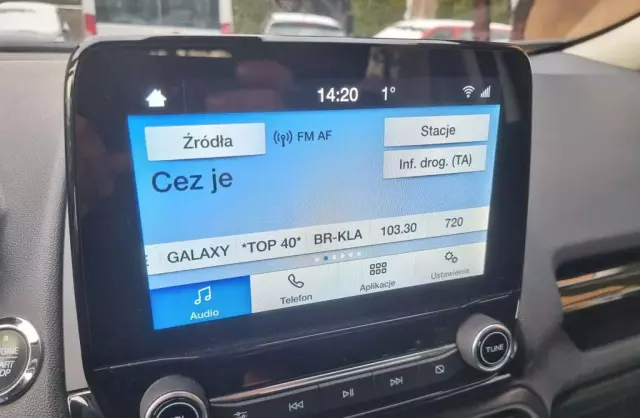 14:20 1°
Źródła FM AF Stacje
Inf. drog. (TA)
Cez je
GALAXY *TOP 40* BR-KLA 103.30 720
Audio Telefon Aplikacje Ustawienia
TUNE